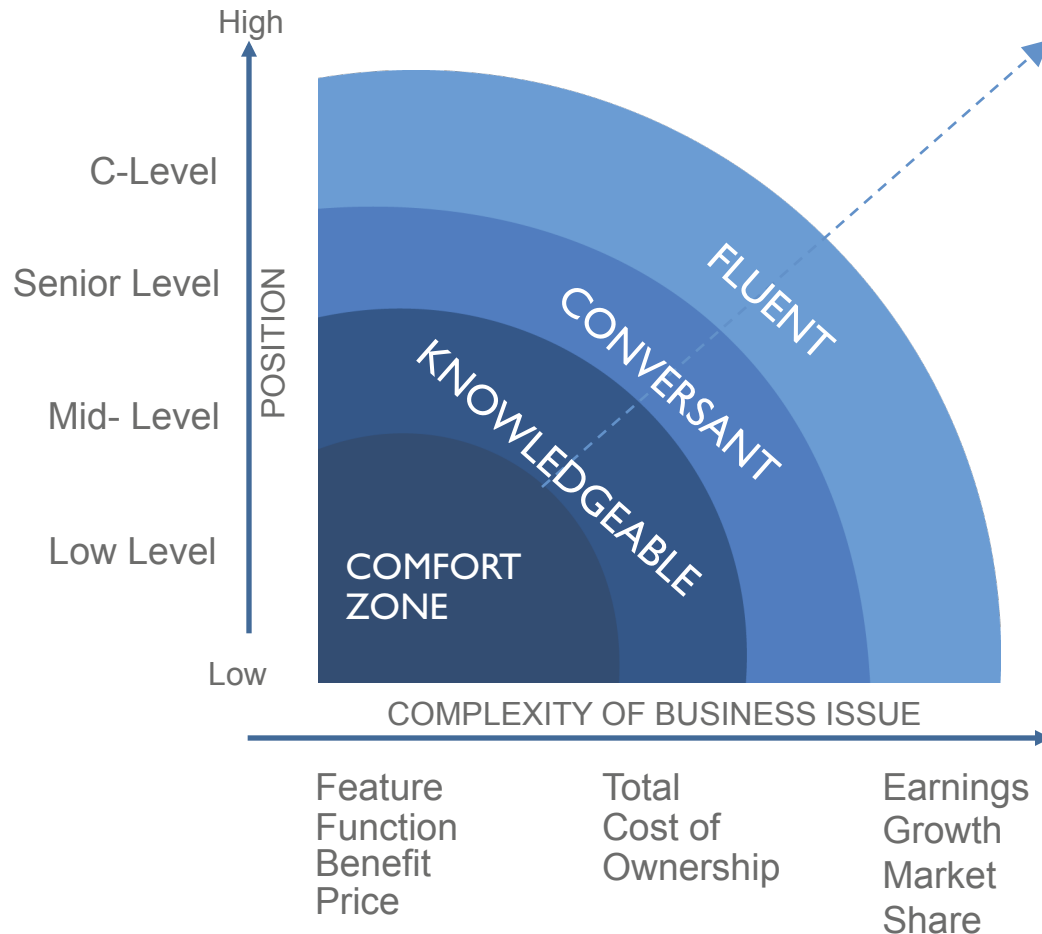 High
C-Level
Senior Level
Mid- Level
Low Level
Low
POSITION
FLUENT
CONVERSANT
KNOWLEDGEABLE
COMFORT
ZONE
COMPLEXITY OF BUSINESS ISSUE
Feature
Function
Benefit
Price
Total
Cost of
Ownership
Earnings
Growth
Market
Share